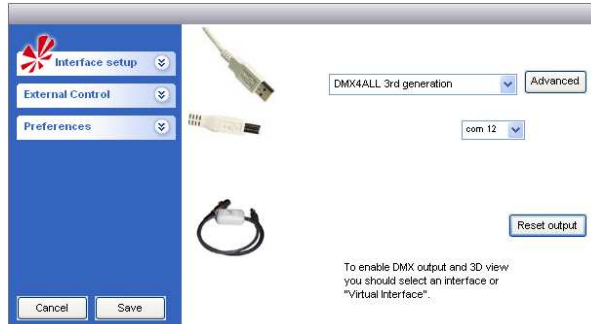 Interface setup
External Control
Preferences
DMX4ALL 3rd generation
Advanced
com 12
Reset output
To enable DMX output and 3D view
you should select an interface or
"Virtual Interface".
Cancel
Save